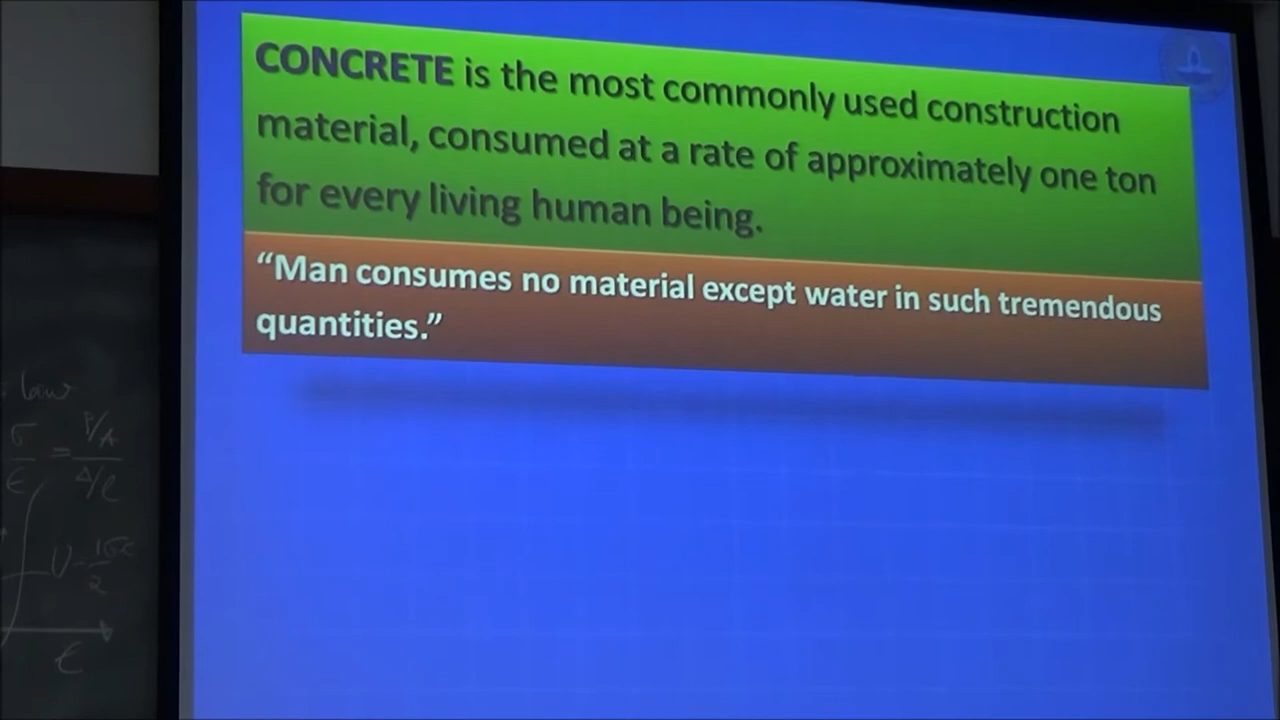 CONCRETE is the most commonly used construction
material, consumed at a rate of approximately one ton
for every living human being.
“Man consumes no material except water in such tremendous
quantities.”
law
σ/ϵ = P/A / Δ/l
ϵ